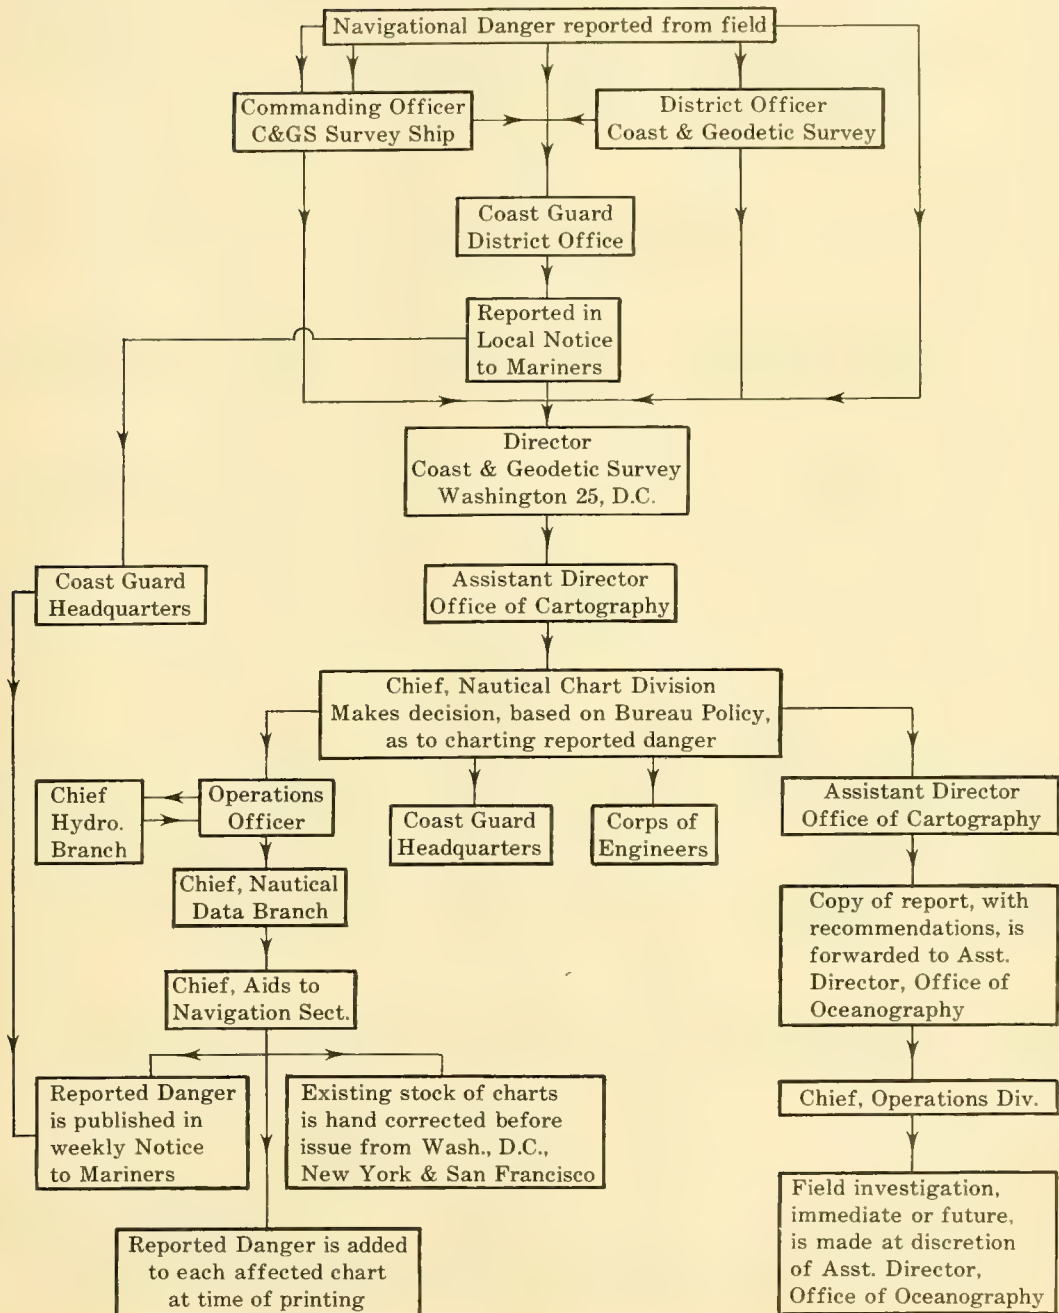 Navigational Danger reported from field
Commanding Officer
C&GS Survey Ship
District Officer
Coast & Geodetic Survey
Coast Guard
District Office
Reported in
Local Notice
to Mariners
Director
Coast & Geodetic Survey
Washington 25, D.C.
Coast Guard
Headquarters
Assistant Director
Office of Cartography
Chief, Nautical Chart Division
Makes decision, based on Bureau Policy,
as to charting reported danger
Chief
Hydro.
Branch
Operations
Officer
Coast Guard
Headquarters
Corps of
Engineers
Assistant Director
Office of Cartography
Chief, Nautical
Data Branch
Copy of report, with
recommendations, is
forwarded to Asst.
Director, Office of
Oceanography
Chief, Aids to
Navigation Sect.
Reported Danger
is published in
weekly Notice
to Mariners
Existing stock of charts
is hand corrected before
issue from Wash., D.C.,
New York & San Francisco
Chief, Operations Div.
Reported Danger is added
to each affected chart
at time of printing
Field investigation,
immediate or future,
is made at discretion
of Asst. Director,
Office of Oceanography